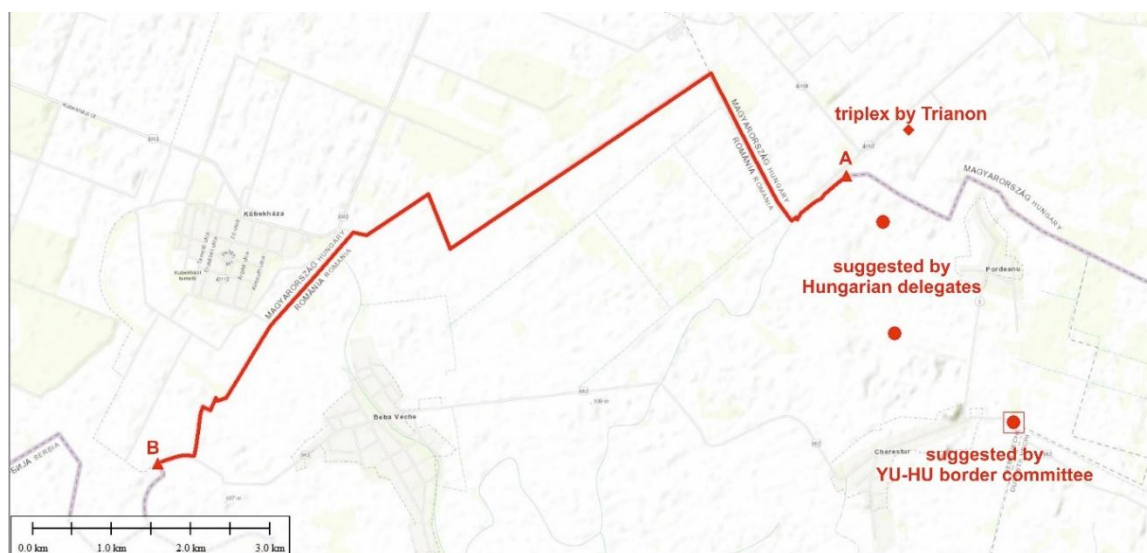 triplex by Trianon
A
MAGYARORSZÁG HUNGARY
ROMÂNIA ROMANIA
MAGYARORSZÁG HUNGARY
Kübekháza
MAGYARORSZÁG HUNGARY
ROMÂNIA ROMANIA
suggested by
Hungarian delegates
Pordeanu
Beba Veche
B
SERBIA
Cherestur
suggested by
YU-HU border committee
0.0 km 1.0 km 2.0 km 3.0 km